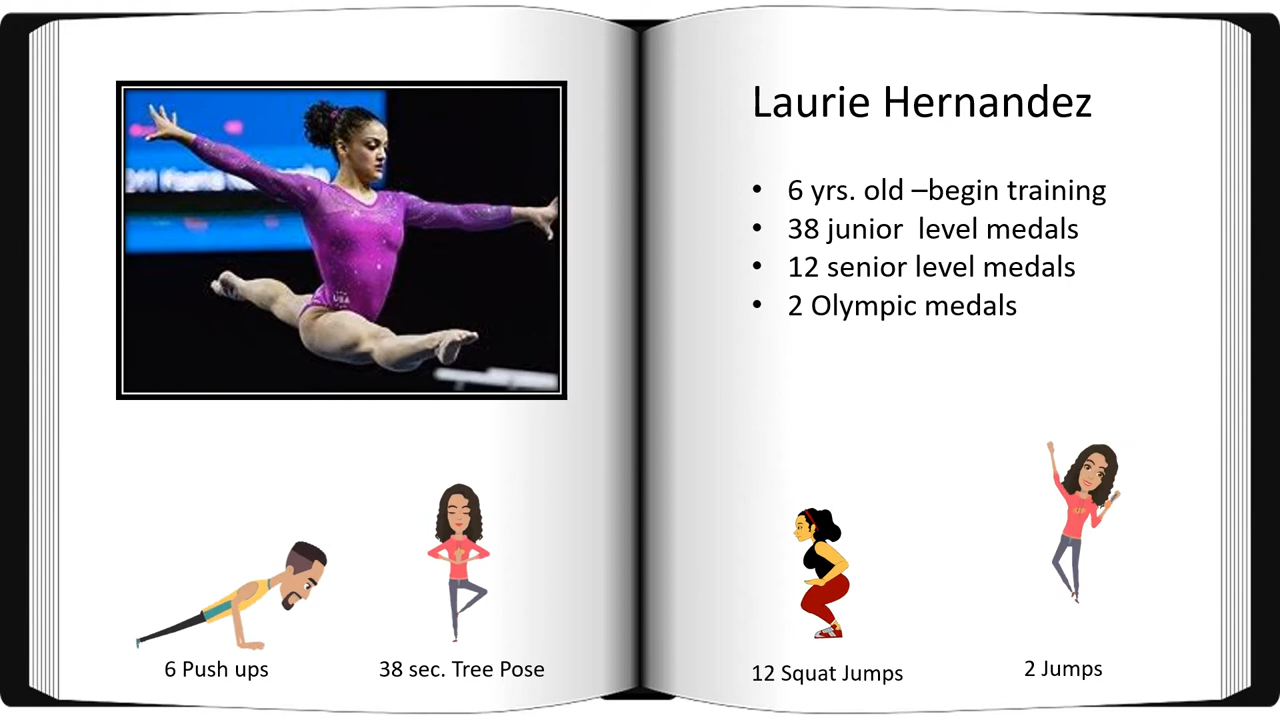 Laurie Hernandez
• 6 yrs. old –begin training
• 38 junior  level medals
• 12 senior level medals
• 2 Olympic medals
USA
6 Push ups
38 sec. Tree Pose
12 Squat Jumps
2 Jumps